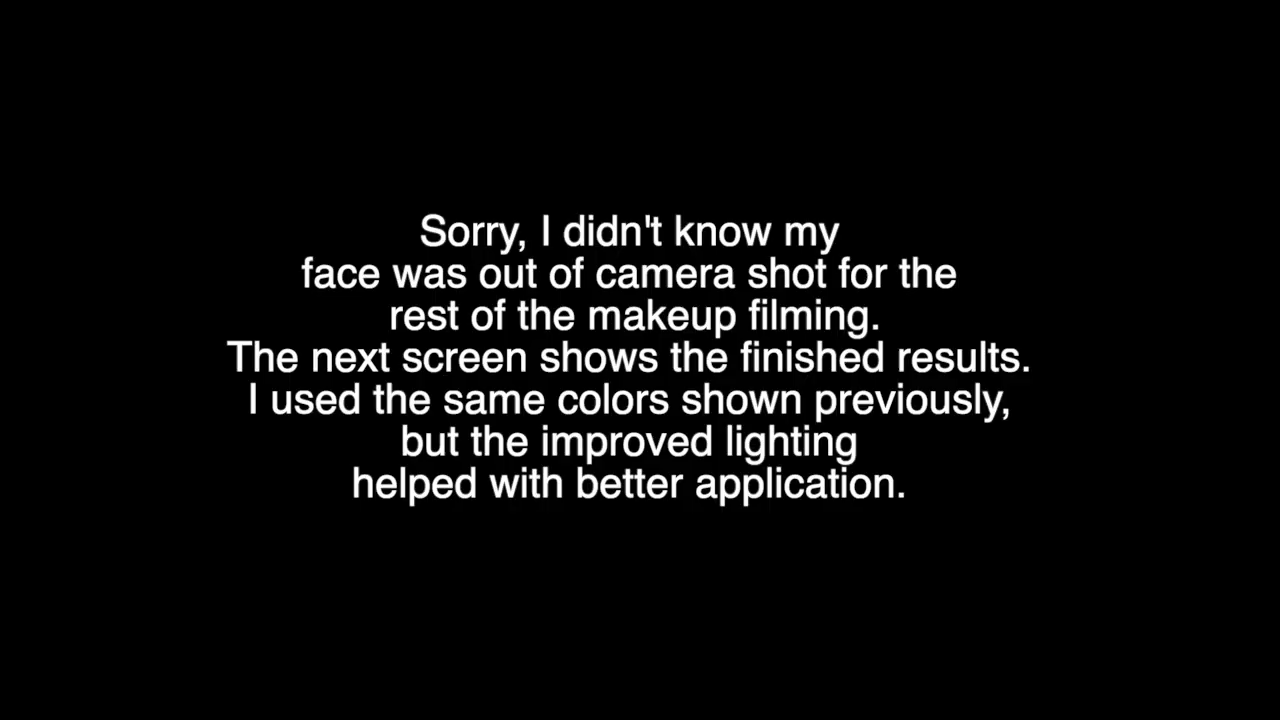 Sorry, I didn't know my
face was out of camera shot for the
rest of the makeup filming.
The next screen shows the finished results.
I used the same colors shown previously,
but the improved lighting
helped with better application.